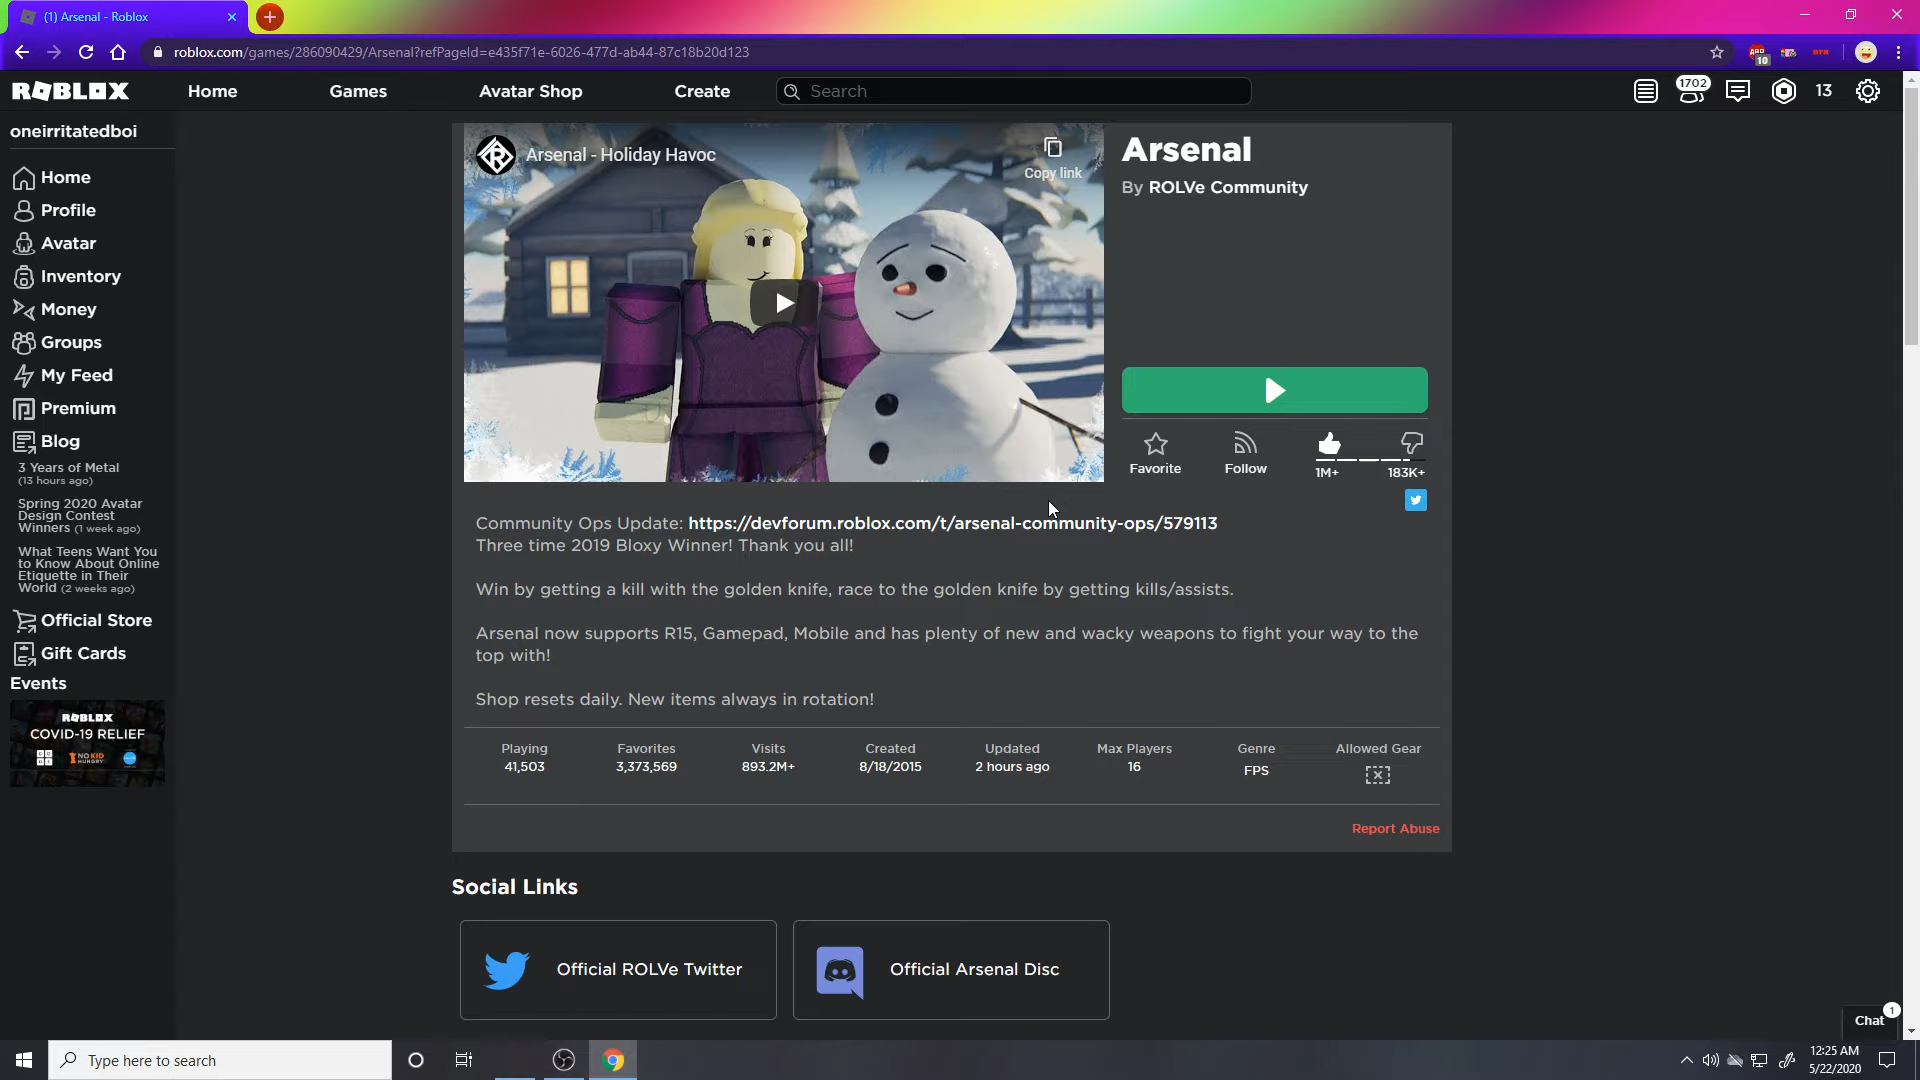 (1) Arsenal - Roblox
roblox.com/games/286090429/Arsenal?refPageId=e435f71e-6026-477d-ab44-87c18b20d123
10
ROBLOX
Home
Games
Avatar Shop
Create
Search
1702
13
oneirritatedboi
Home
Profile
Avatar
Inventory
Money
Groups
My Feed
Premium
Blog
3 Years of Metal
(13 hours ago)
Spring 2020 Avatar
Design Contest
Winners (1 week ago)
What Teens Want You
to Know About Online
Etiquette in Their
World (2 weeks ago)
Official Store
Gift Cards
Events
ROBLOX
COVID-19 RELIEF
NO KID
HUNGRY
Arsenal - Holiday Havoc
Copy link
Arsenal
By ROLVe Community
Favorite
Follow
1M+
183K+
Community Ops Update: https://devforum.roblox.com/t/arsenal-community-ops/579113
Three time 2019 Bloxy Winner! Thank you all!
Win by getting a kill with the golden knife, race to the golden knife by getting kills/assists.
Arsenal now supports R15, Gamepad, Mobile and has plenty of new and wacky weapons to fight your way to the
top with!
Shop resets daily. New items always in rotation!
Playing
41,503
Favorites
3,373,569
Visits
893.2M+
Created
8/18/2015
Updated
2 hours ago
Max Players
16
Genre
FPS
Allowed Gear
Report Abuse
Social Links
Official ROLVe Twitter
Official Arsenal Disc
Chat
1
Type here to search
12:25 AM
5/22/2020